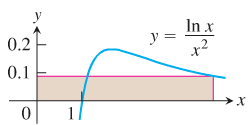 y
y = ln x / x²
0.2
0.1
x
0
1